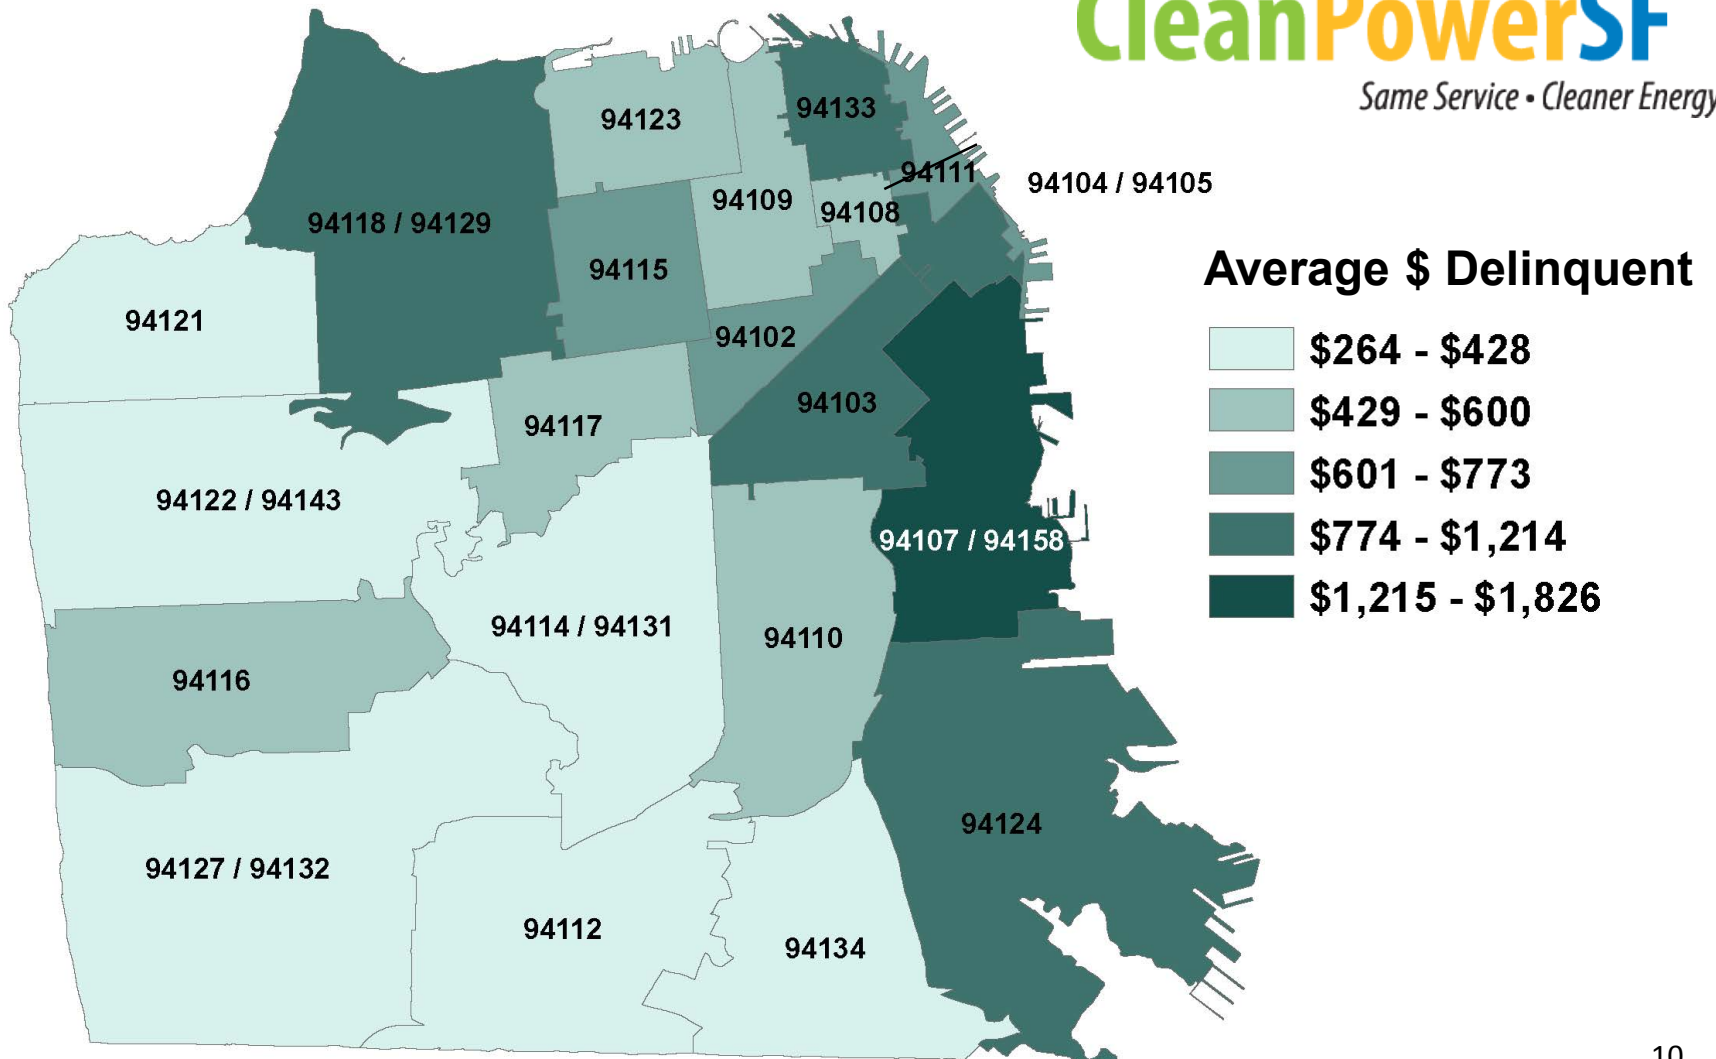 CleanPowerSF
Same Service • Cleaner Energy
94123
94133
94111
94104 / 94105
94109
94108
94118 / 94129
94115
94121
94102
94103
94117
94122 / 94143
94107 / 94158
94114 / 94131
94110
94116
94124
94127 / 94132
94112
94134
Average $ Delinquent
$264 - $428
$429 - $600
$601 - $773
$774 - $1,214
$1,215 - $1,826
10